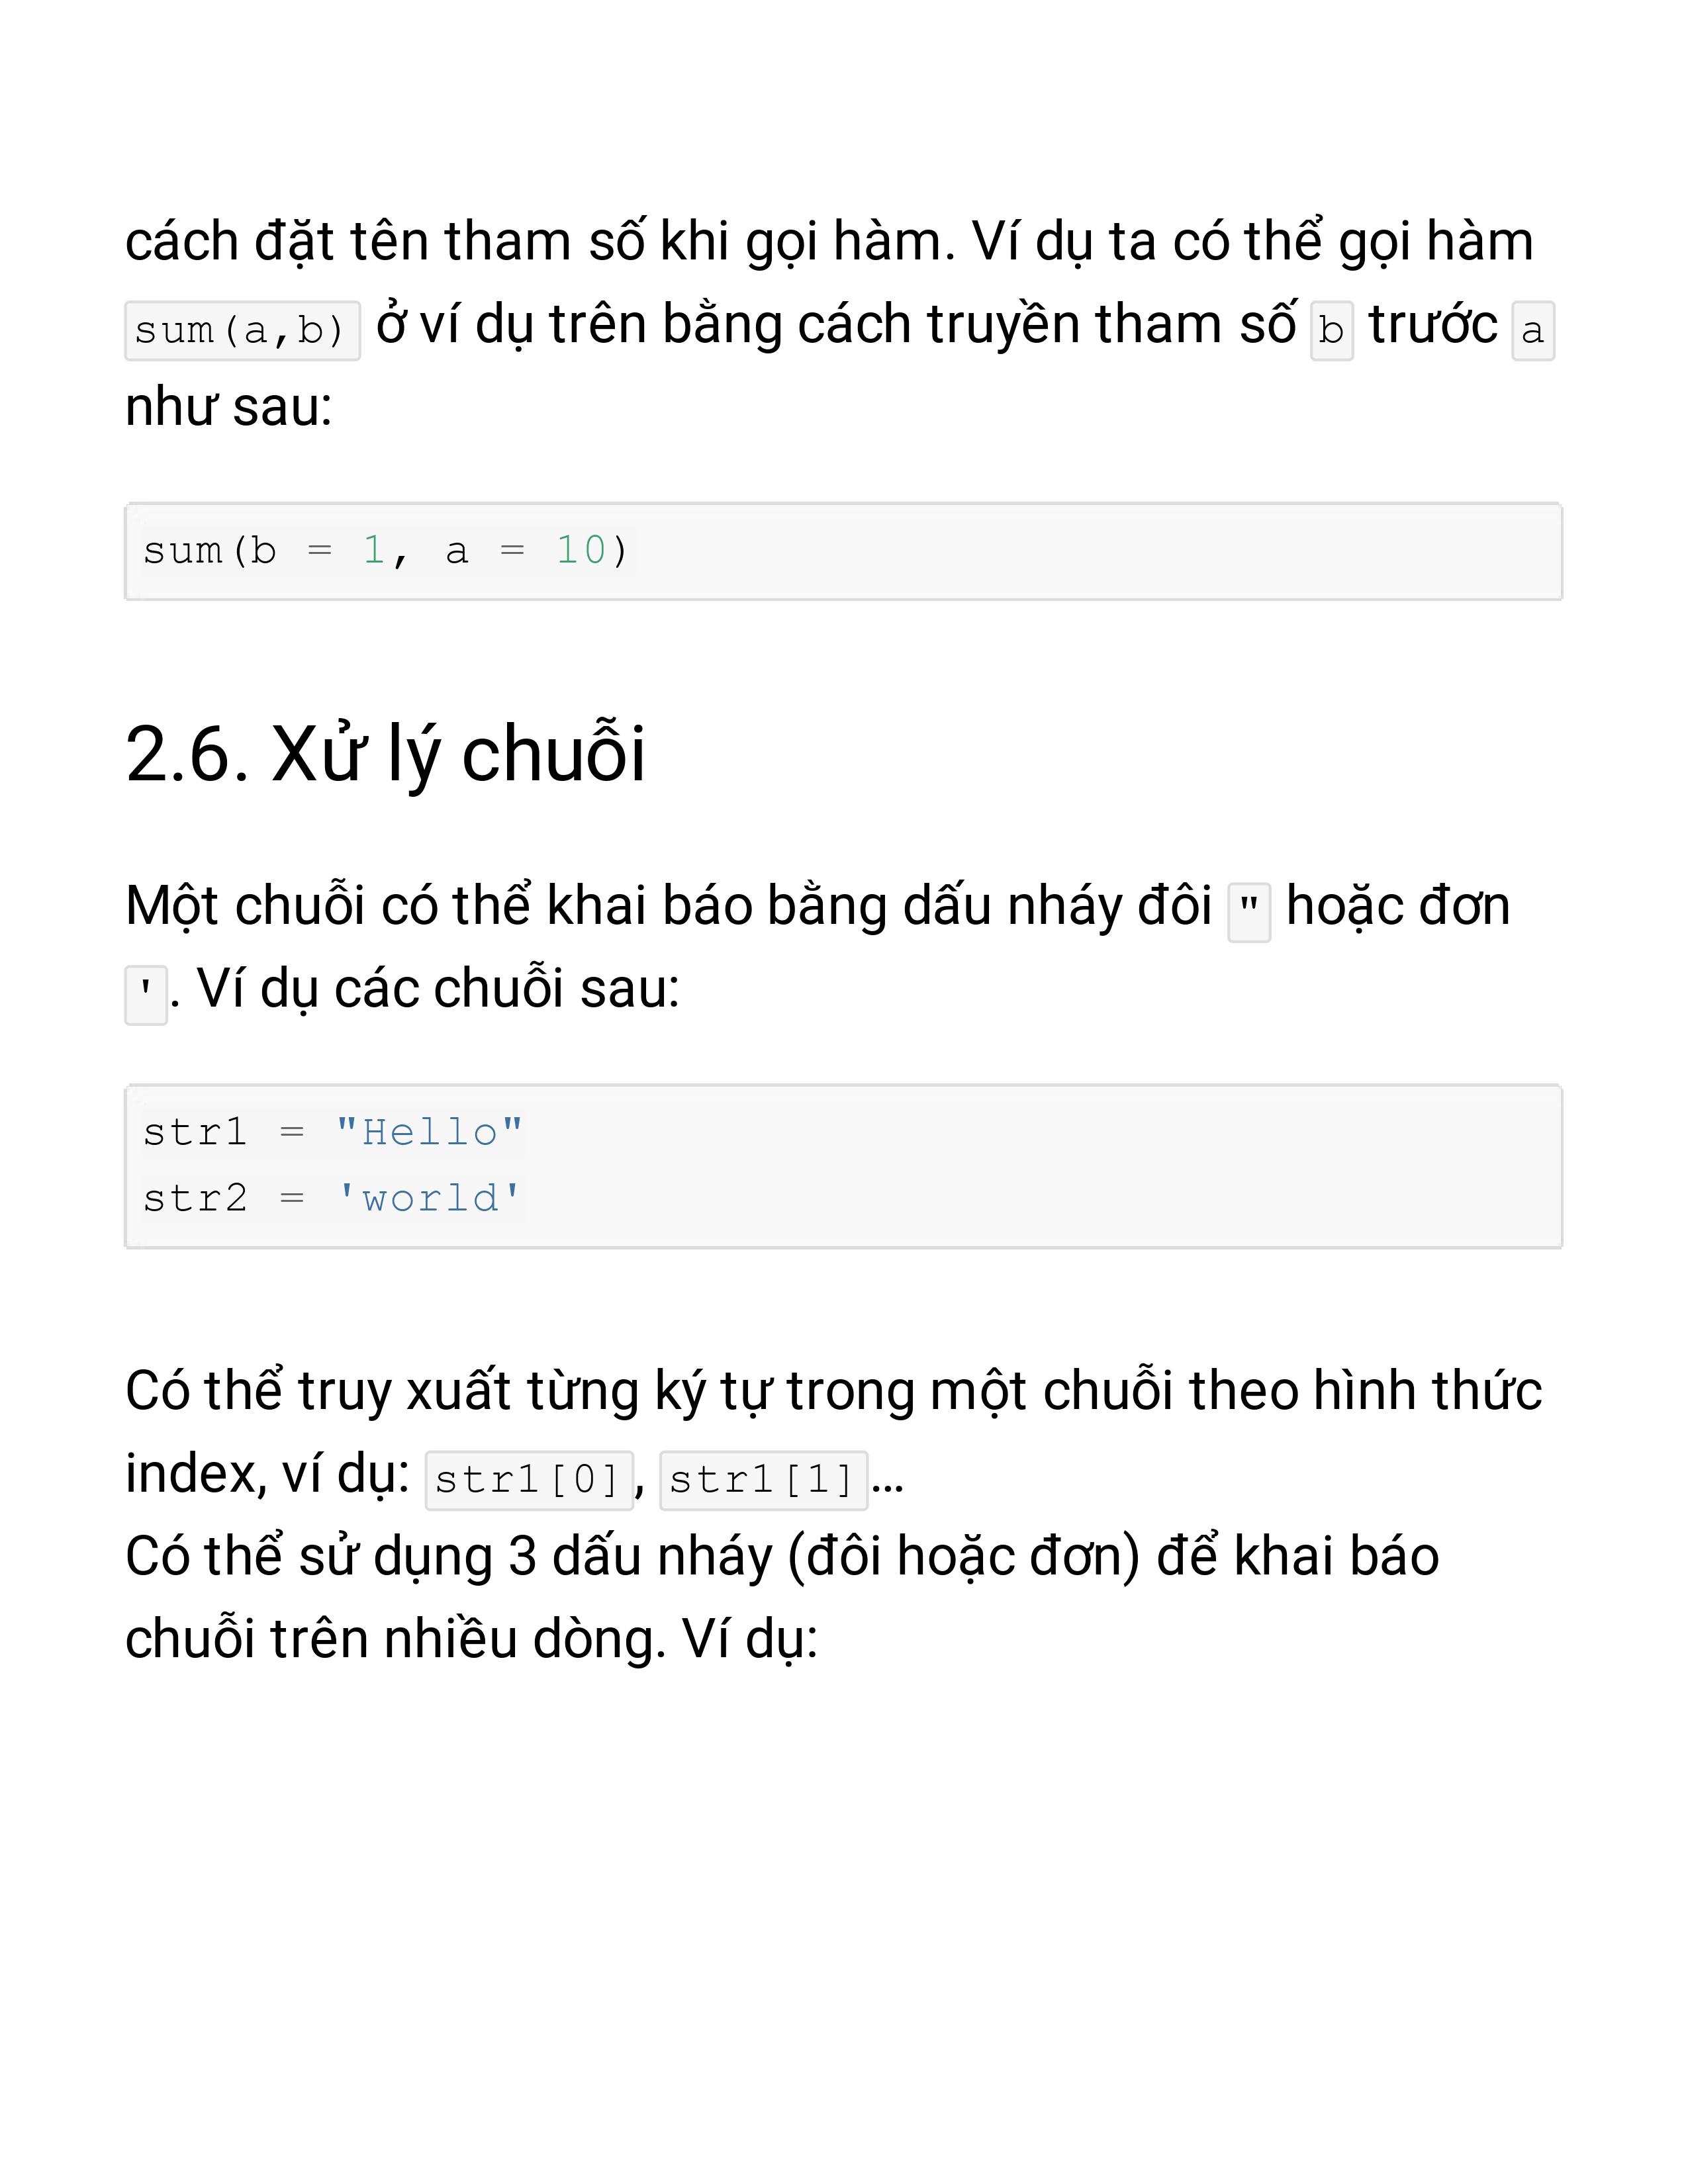 cách đặt tên tham số khi gọi hàm. Ví dụ ta có thể gọi hàm
sum(a,b) ở ví dụ trên bằng cách truyền tham số b trước a
như sau:
sum(b = 1, a = 10)
2.6. Xử lý chuỗi
Một chuỗi có thể khai báo bằng dấu nháy đôi " hoặc đơn
'. Ví dụ các chuỗi sau:
str1 = "Hello"
str2 = 'world'
Có thể truy xuất từng ký tự trong một chuỗi theo hình thức
index, ví dụ: str1[0], str1[1]…
Có thể sử dụng 3 dấu nháy (đôi hoặc đơn) để khai báo
chuỗi trên nhiều dòng. Ví dụ: